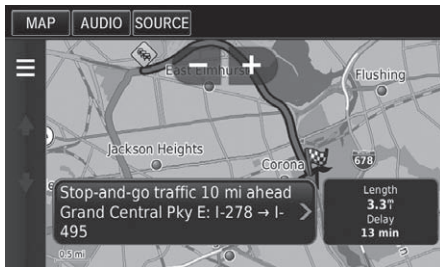 MAP AUDIO SOURCE
East Elmhurst
Flushing
Jackson Heights
Corona
678
Stop-and-go traffic 10 mi ahead
Grand Central Pky E: I-278 → I-
495
Length
3.3
Delay
13 min
0.5 mi